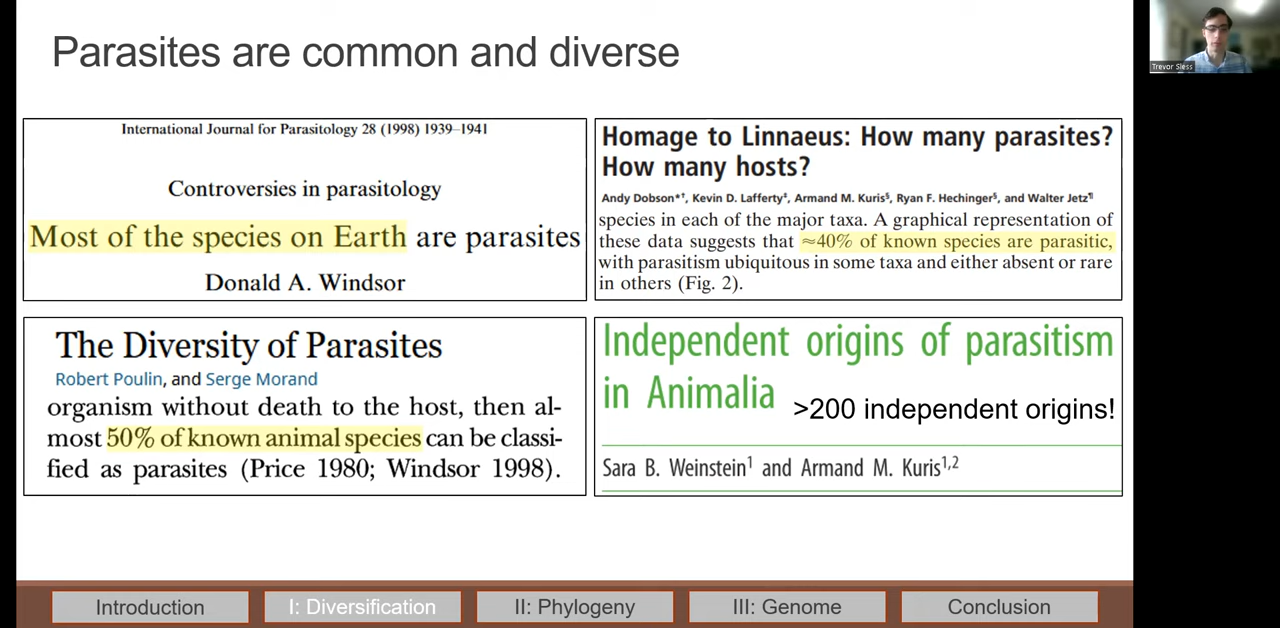 Parasites are common and diverse
Trevor Sless
International Journal for Parasitology 28 (1998) 1939–1941
Controversies in parasitology
Most of the species on Earth are parasites
Donald A. Windsor
Homage to Linnaeus: How many parasites?
How many hosts?
Andy Dobson*†, Kevin D. Lafferty‡, Armand M. Kuris§, Ryan F. Hechinger§, and Walter Jetz¶
species in each of the major taxa. A graphical representation of
these data suggests that ≈40% of known species are parasitic,
with parasitism ubiquitous in some taxa and either absent or rare
in others (Fig. 2).
The Diversity of Parasites
Robert Poulin, and Serge Morand
organism without death to the host, then al-
most 50% of known animal species can be classi-
fied as parasites (Price 1980; Windsor 1998).
Independent origins of parasitism
in Animalia
>200 independent origins!
Sara B. Weinstein¹ and Armand M. Kuris¹,²
Introduction
I: Diversification
II: Phylogeny
III: Genome
Conclusion